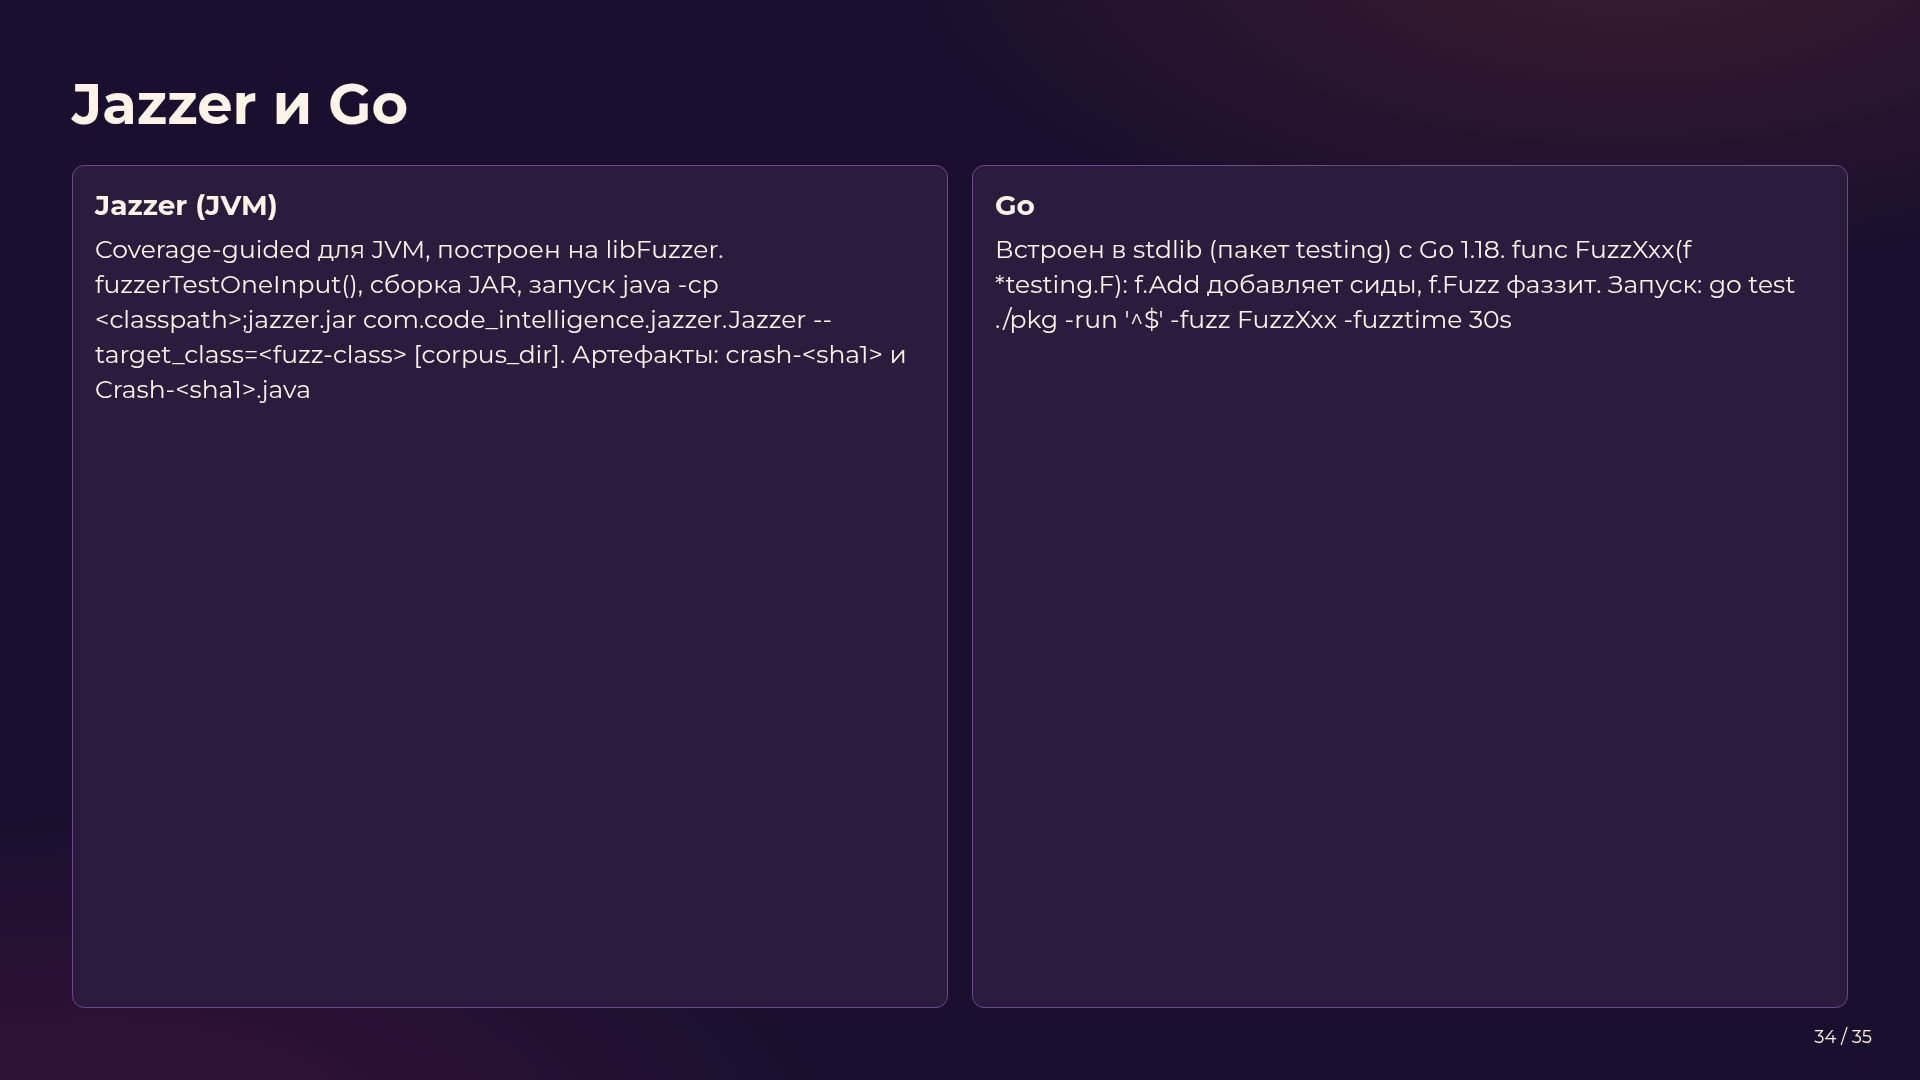 Jazzer и Go
Jazzer (JVM)
Coverage-guided для JVM, построен на libFuzzer.
fuzzerTestOneInput(), сборка JAR, запуск java -cp
<classpath>;jazzer.jar com.code_intelligence.jazzer.Jazzer --
target_class=<fuzz-class> [corpus_dir]. Артефакты: crash-<sha1> и
Crash-<sha1>.java
Go
Встроен в stdlib (пакет testing) с Go 1.18. func FuzzXxx(f
*testing.F): f.Add добавляет сиды, f.Fuzz фаззит. Запуск: go test
./pkg -run '^$' -fuzz FuzzXxx -fuzztime 30s
34 / 35